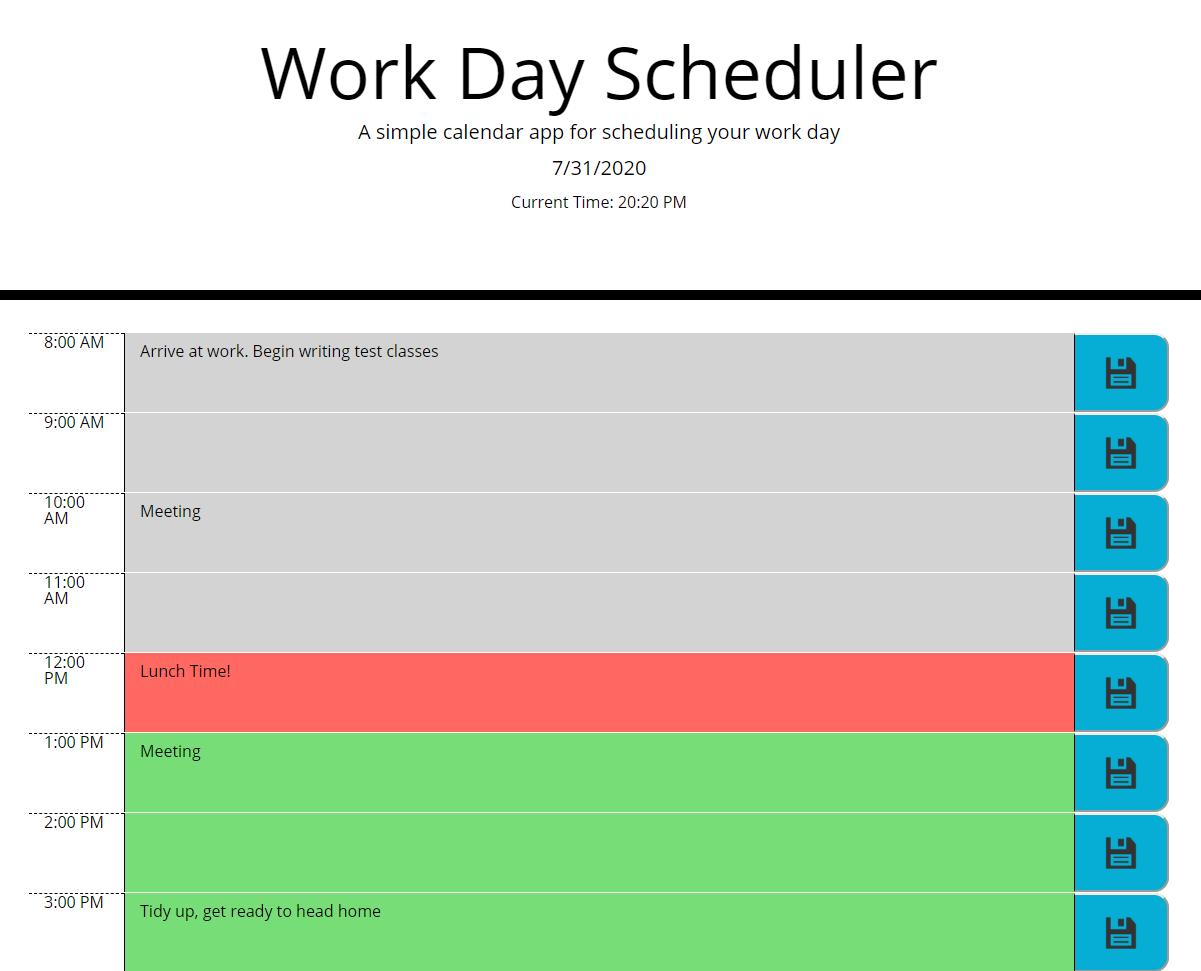 Work Day Scheduler
A simple calendar app for scheduling your work day
7/31/2020
Current Time: 20:20 PM
8:00 AM
Arrive at work. Begin writing test classes
9:00 AM
10:00
AM
Meeting
11:00
AM
12:00
PM
Lunch Time!
1:00 PM
Meeting
2:00 PM
3:00 PM
Tidy up, get ready to head home